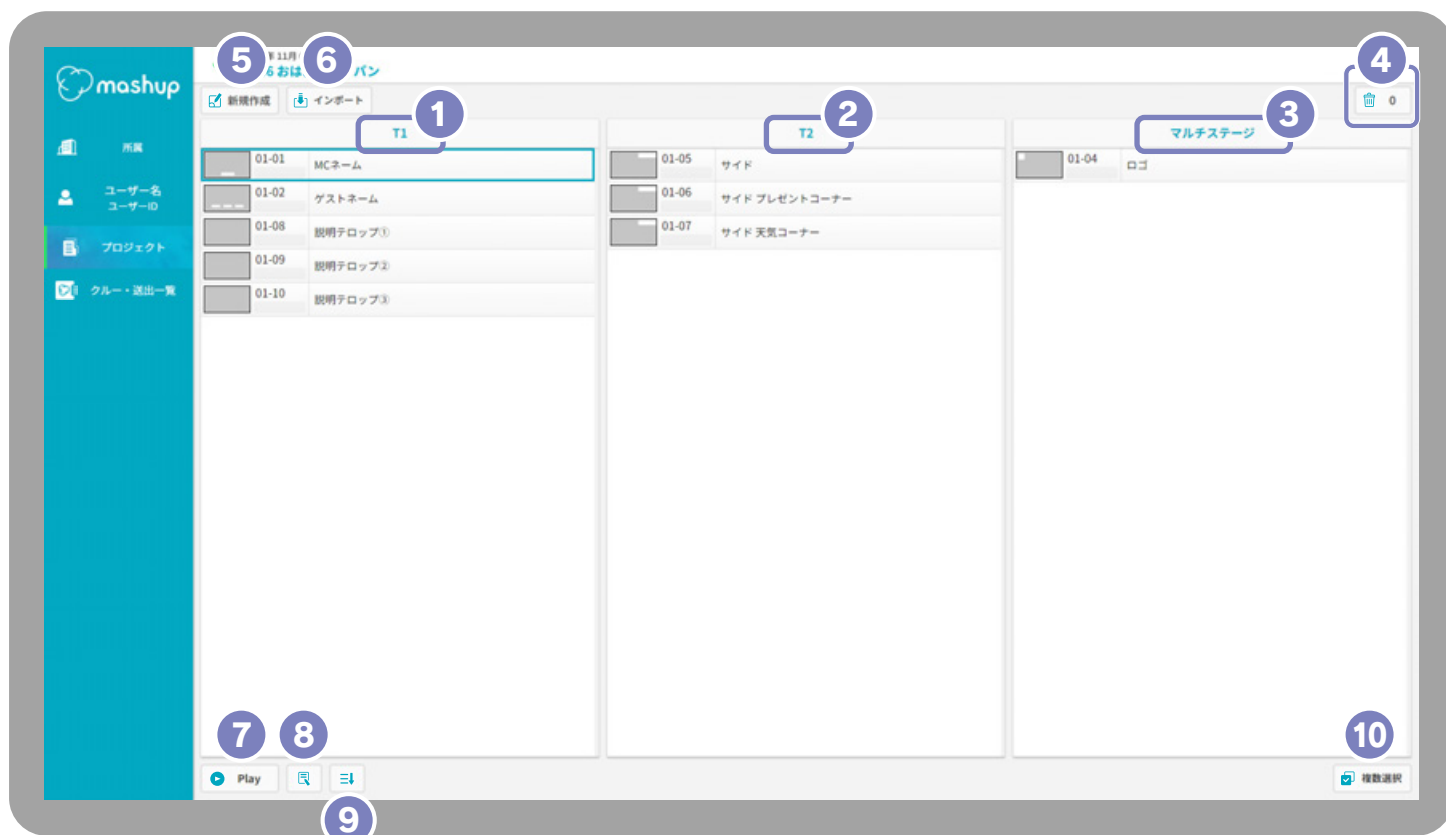 mashup
所属
ユーザー名
ユーザーID
プロジェクト
クルー・送出一覧
5
6
11月
おは
パン
新規作成
インポート
4
0
1
T1
2
T2
3
マルチステージ
01-01 MCネーム
01-02 ゲストネーム
01-08 説明テロップ①
01-09 説明テロップ②
01-10 説明テロップ③
01-05 サイド
01-06 サイド プレゼントコーナー
01-07 サイド 天気コーナー
01-04 ロゴ
7
8
10
Play
複数選択
9